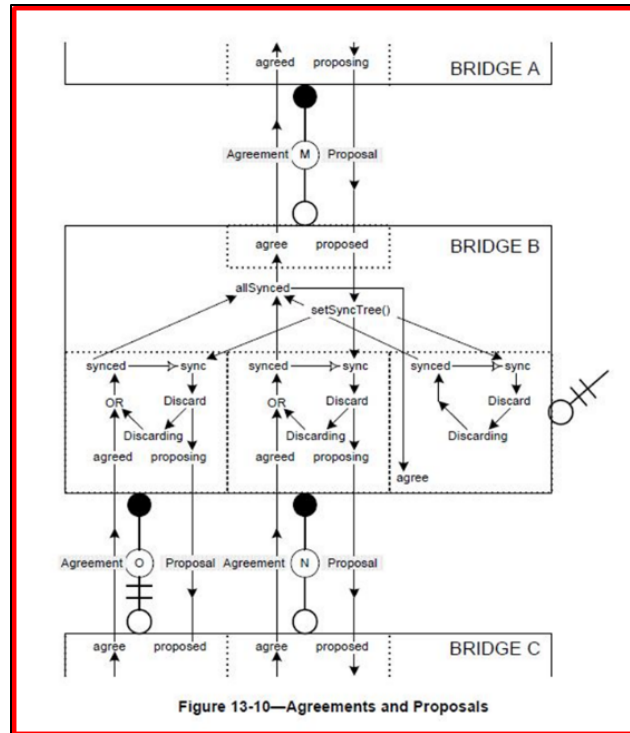 agreed proposing BRIDGE A
Agreement M Proposal
agree proposed BRIDGE B
allSynced
setSyncTree()
synced sync synced sync synced sync
OR Discard OR Discard Discard
Discarding Discarding Discarding
agreed proposing agreed proposing
agree
Agreement O Proposal Agreement N Proposal
agree proposed agree proposed BRIDGE C
Figure 13-10—Agreements and Proposals